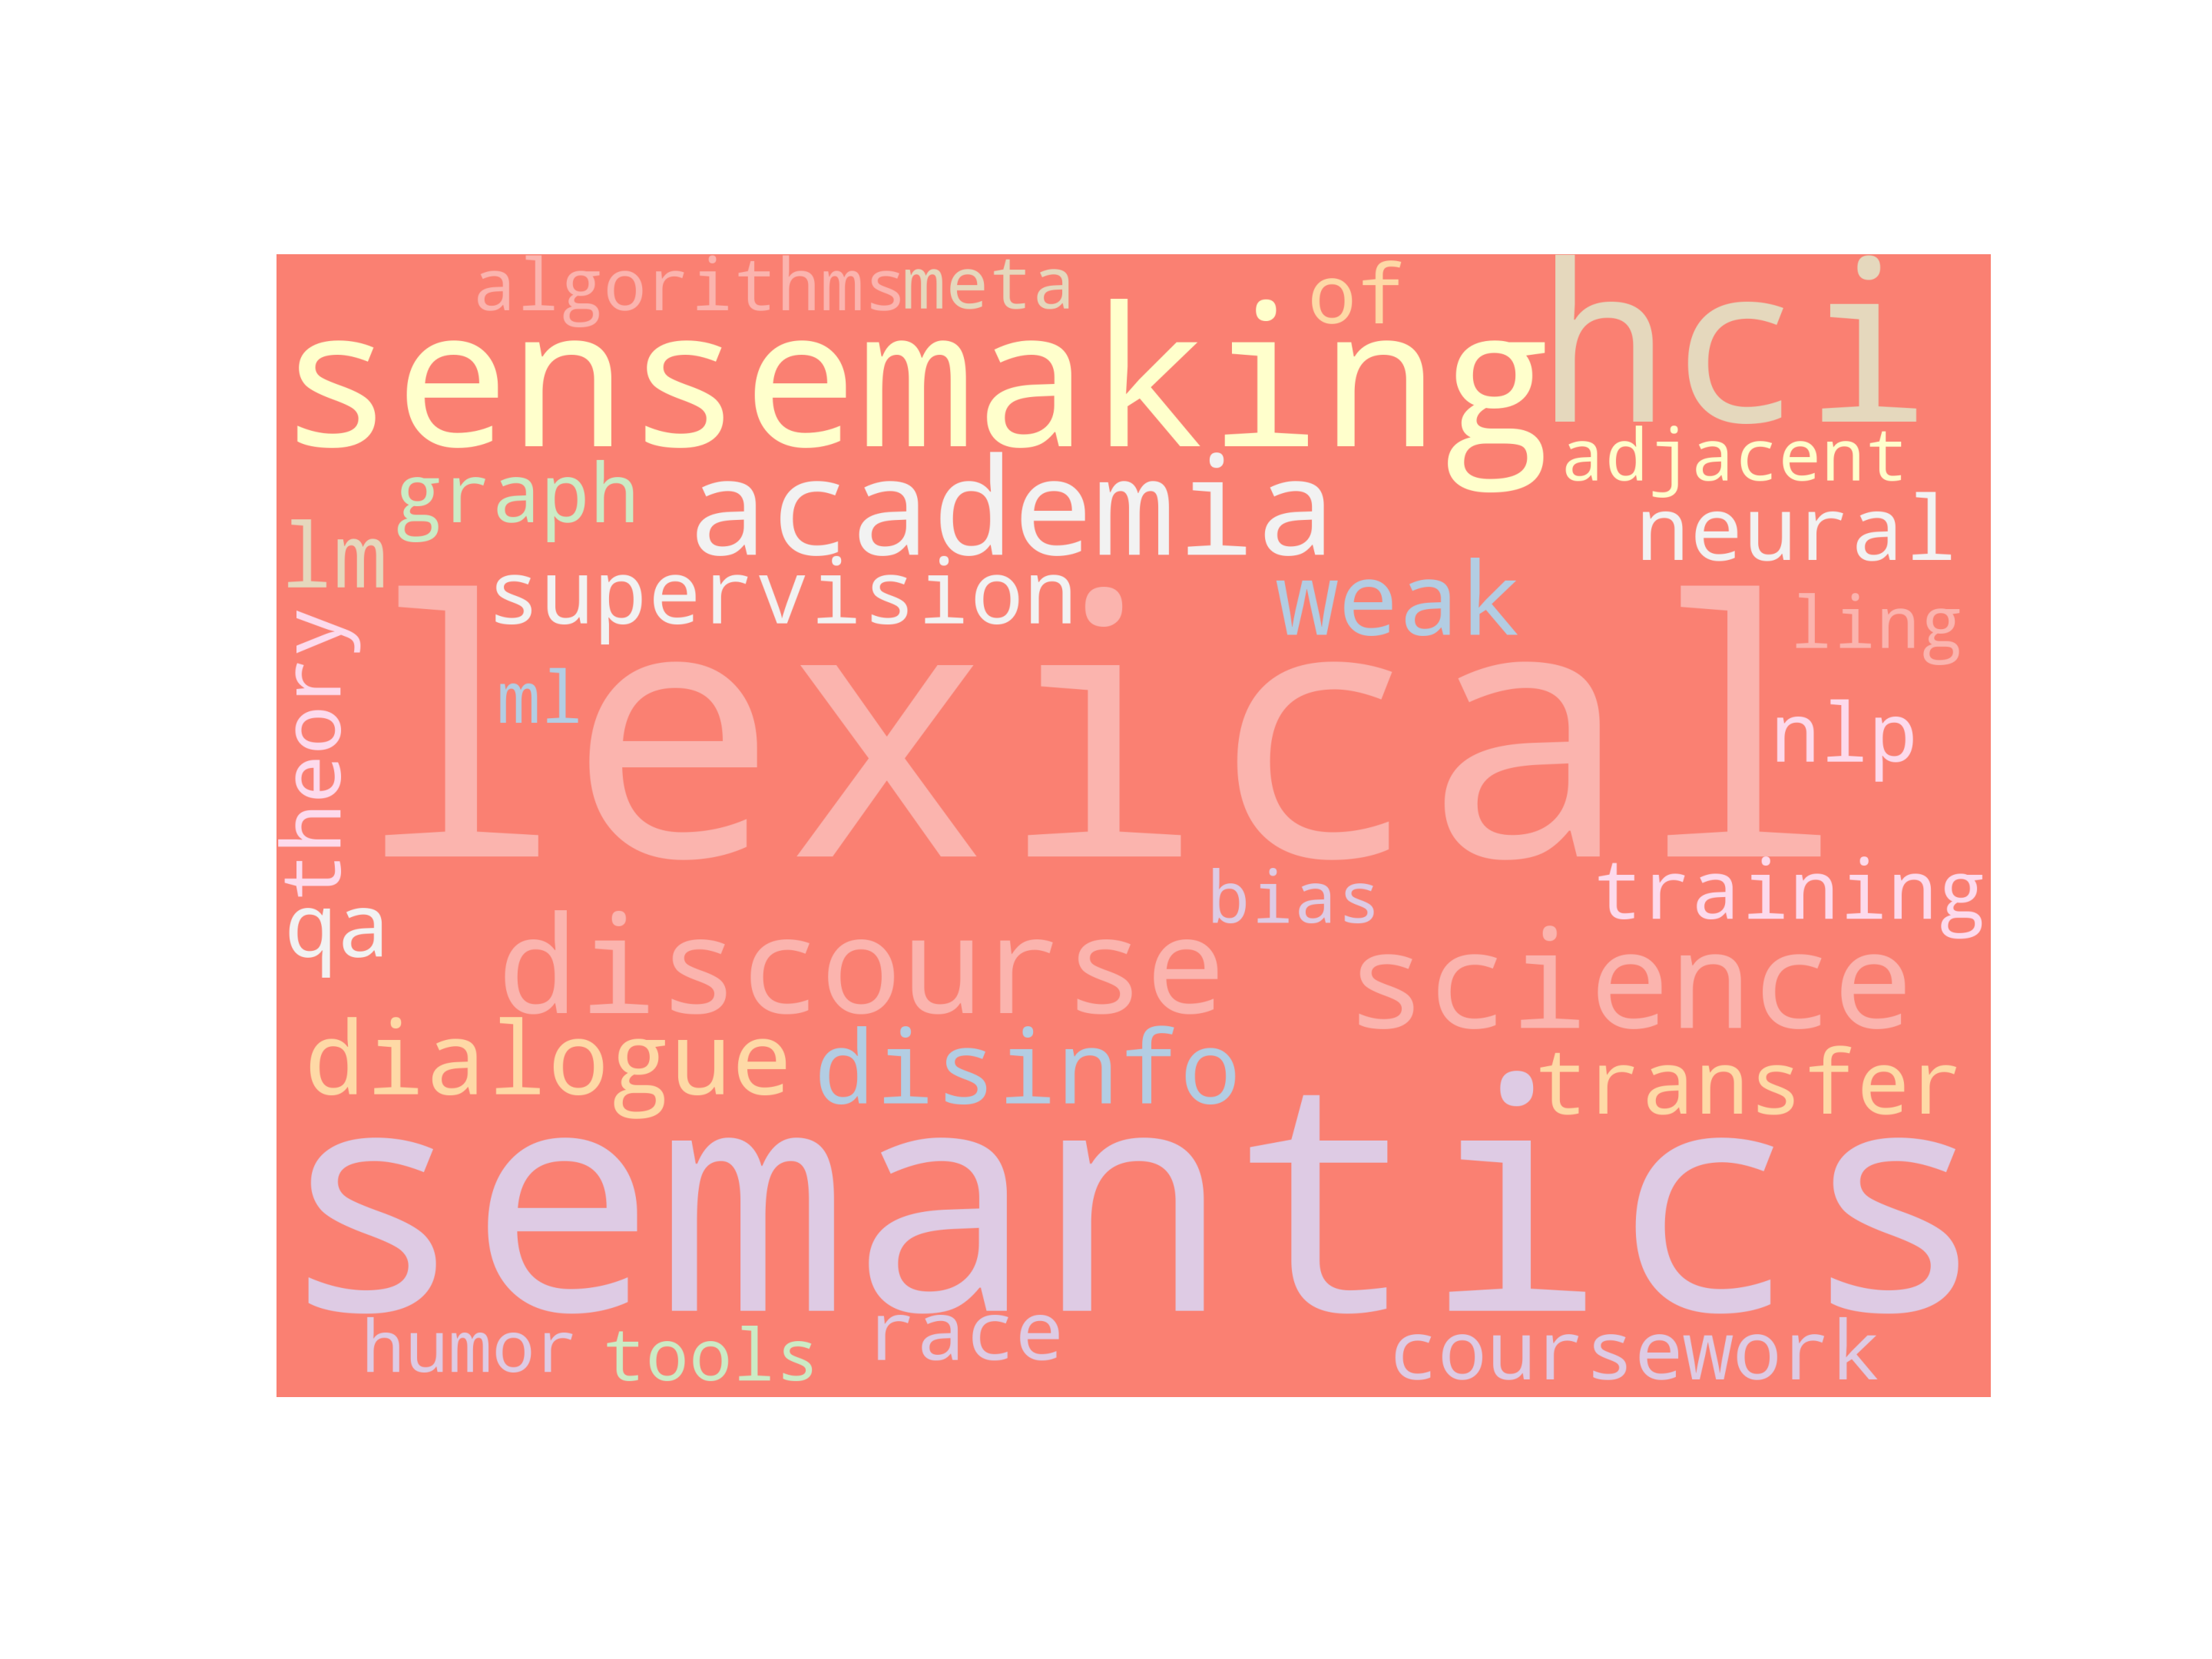 algorithms meta of
sensemaking hci
adjacent
graph academia
lm neural
supervision weak
ling
ml
lexical
nlp
theory
bias training
qa
discourse science
dialogue disinfo transfer
semantics
humor tools race coursework